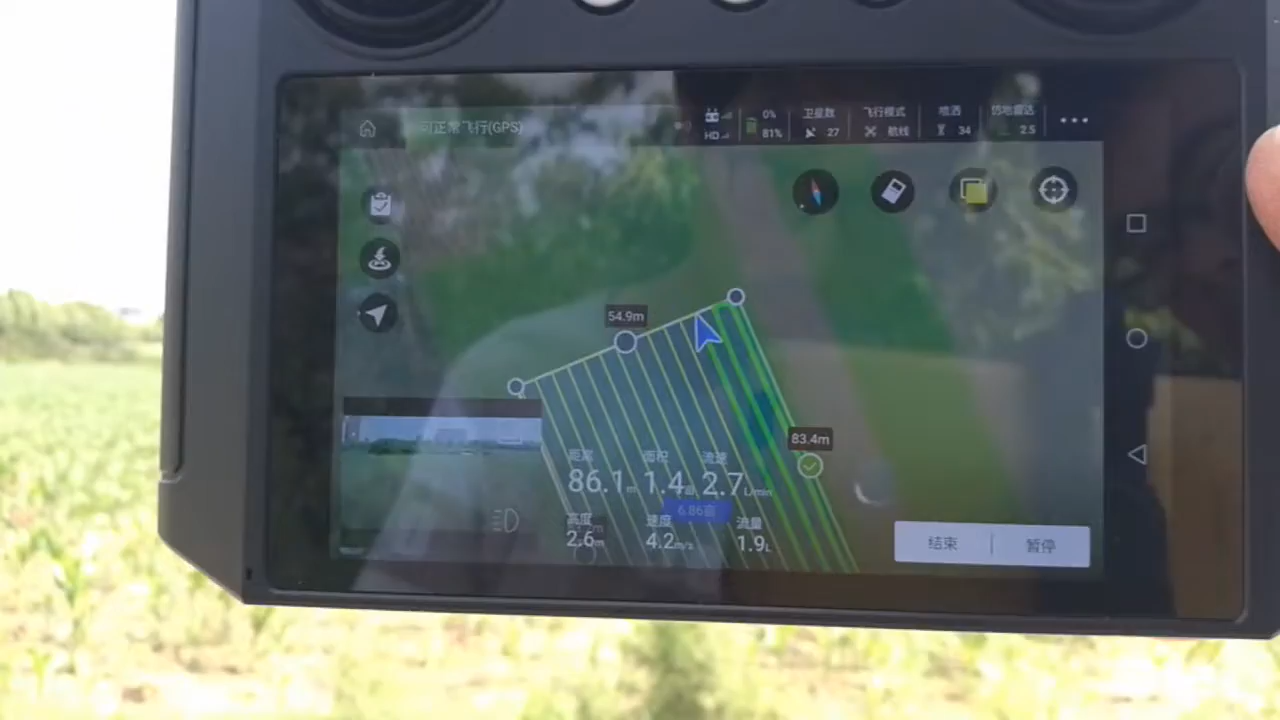 可正常飞行(GPS)
HD
0%
81%
卫星数
27
飞行模式
航线
喷洒
34
仿地雷达
2.5
54.9m
83.4m
距离
86.1m
面积
1.4亩
流速
2.7L/min
6.86亩
高度
2.6m
速度
4.2m/s
流量
1.9L
结束
暂停